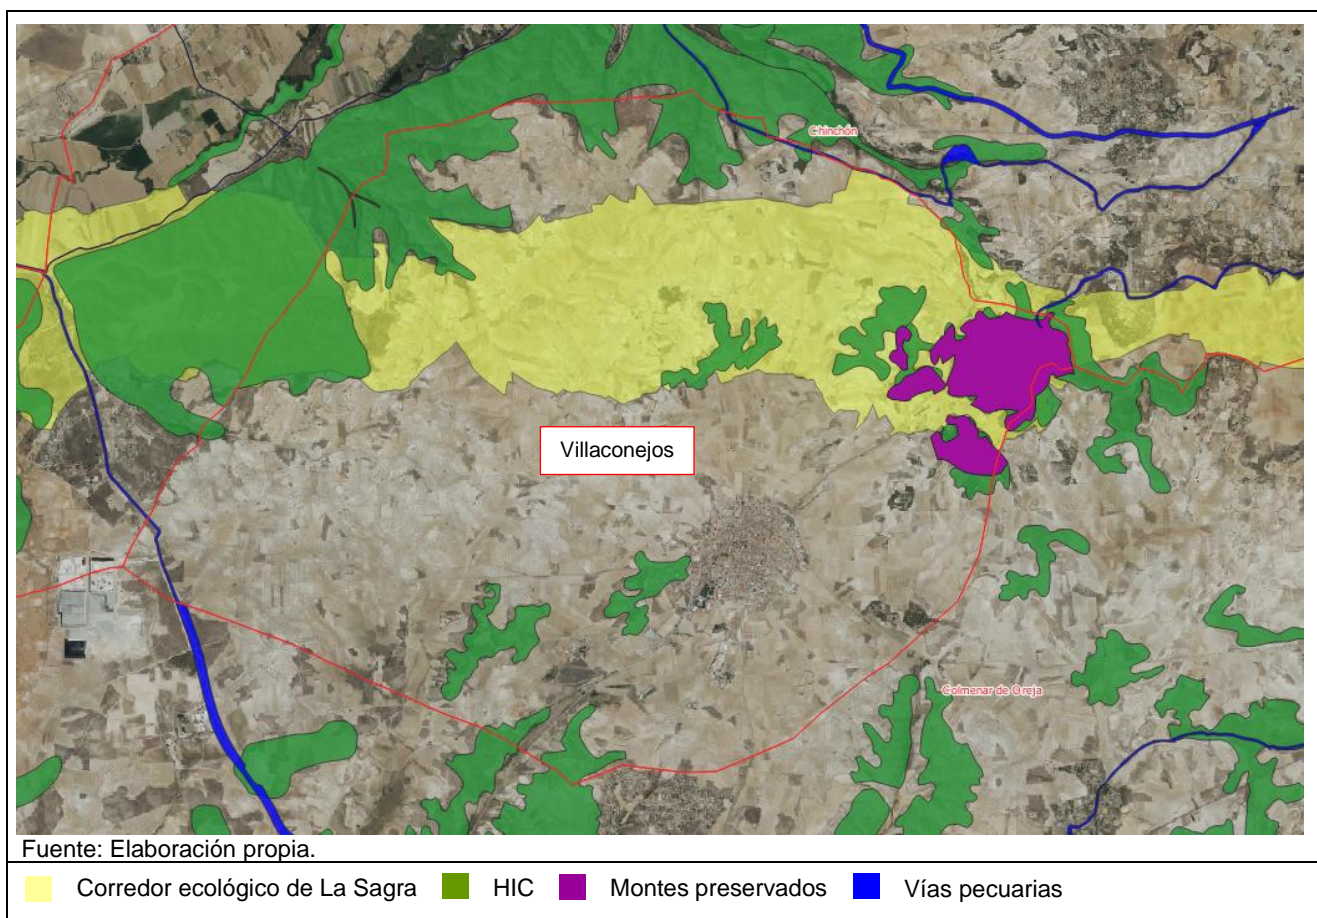 Chinchón
Villaconejos
Colmenar de Oreja
Fuente: Elaboración propia.
Corredor ecológico de La Sagra HIC Montes preservados Vías pecuarias